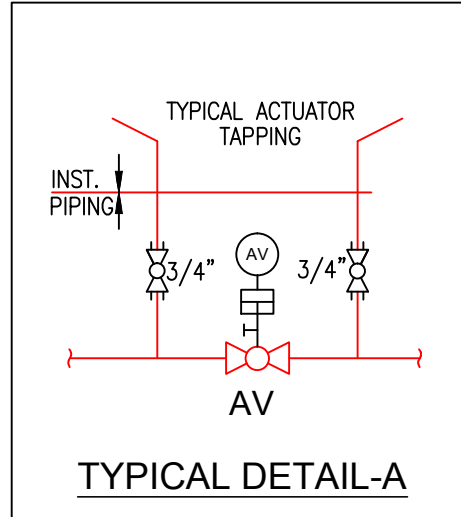 TYPICAL ACTUATOR
TAPPING
INST.
PIPING
3/4"
AV
3/4"
AV
TYPICAL DETAIL-A